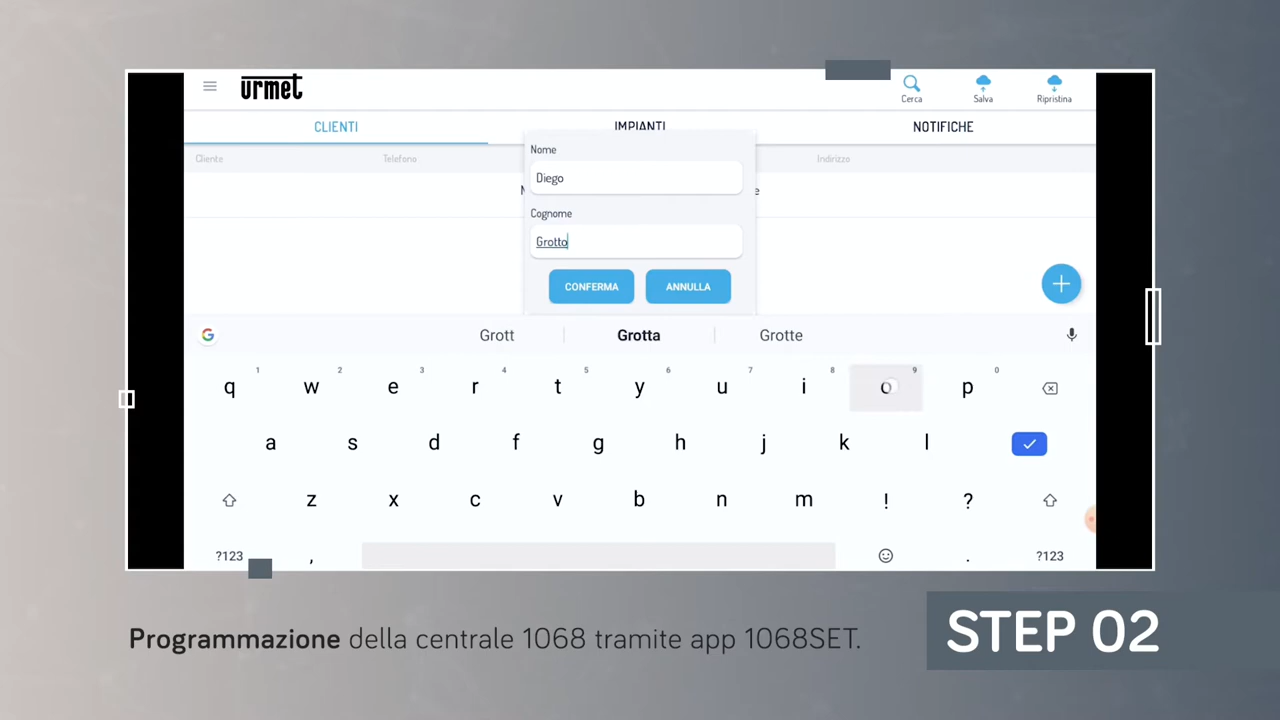 urmet
Cerca
Salva
Ripristina
CLIENTI
IMPIANTI
NOTIFICHE
Cliente
Telefono
Indirizzo
Nome
Diego
Cognome
Grotto
CONFERMA
ANNULLA
Grott
Grotta
Grotte
1 2 3 4 5 6 7 8 9 0
q w e r t y u i o p
a s d f g h j k l
z x c v b n m ! ?
?123 , . ?123
Programmazione della centrale 1068 tramite app 1068SET.
STEP 02